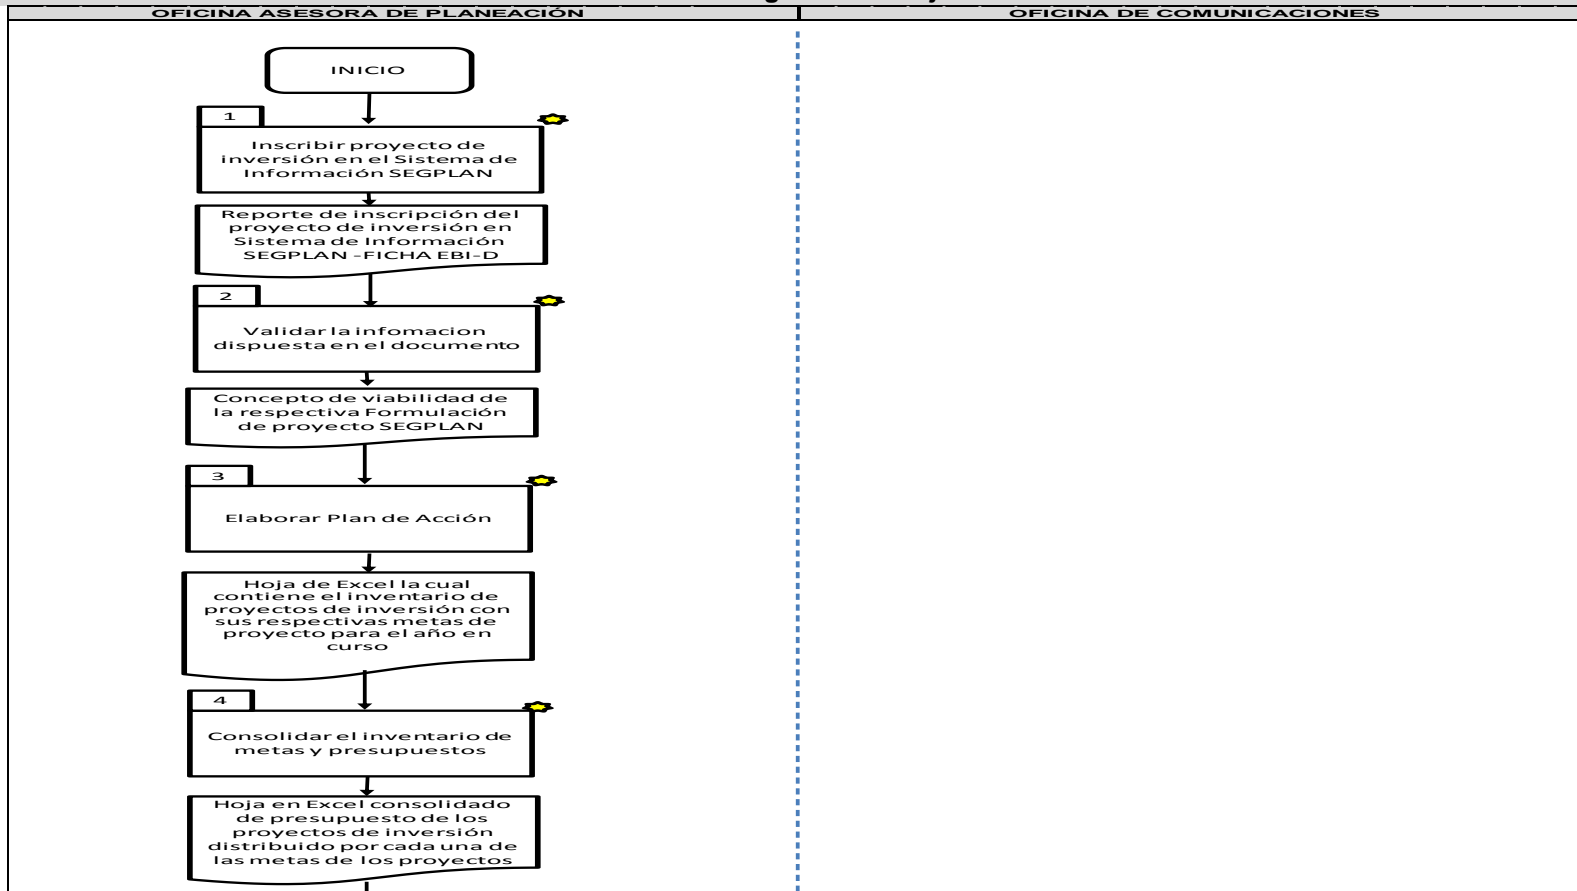 OFICINA ASESORA DE PLANEACIÓN
OFICINA DE COMUNICACIONES
INICIO
1
Inscribir proyecto de
inversión en el Sistema de
Información SEGPLAN
Reporte de inscripción del
proyecto de inversión en
Sistema de Información
SEGPLAN -FICHA EBI-D
2
Validar la infomacion
dispuesta en el documento
Concepto de viabilidad de
la respectiva Formulación
de proyecto SEGPLAN
3
Elaborar Plan de Acción
Hoja de Excel la cual
contiene el inventario de
proyectos de inversión con
sus respectivas metas de
proyecto para el año en
curso
4
Consolidar el inventario de
metas y presupuestos
Hoja en Excel consolidado
de presupuesto de los
proyectos de inversión
distribuido por cada una de
las metas de los proyectos